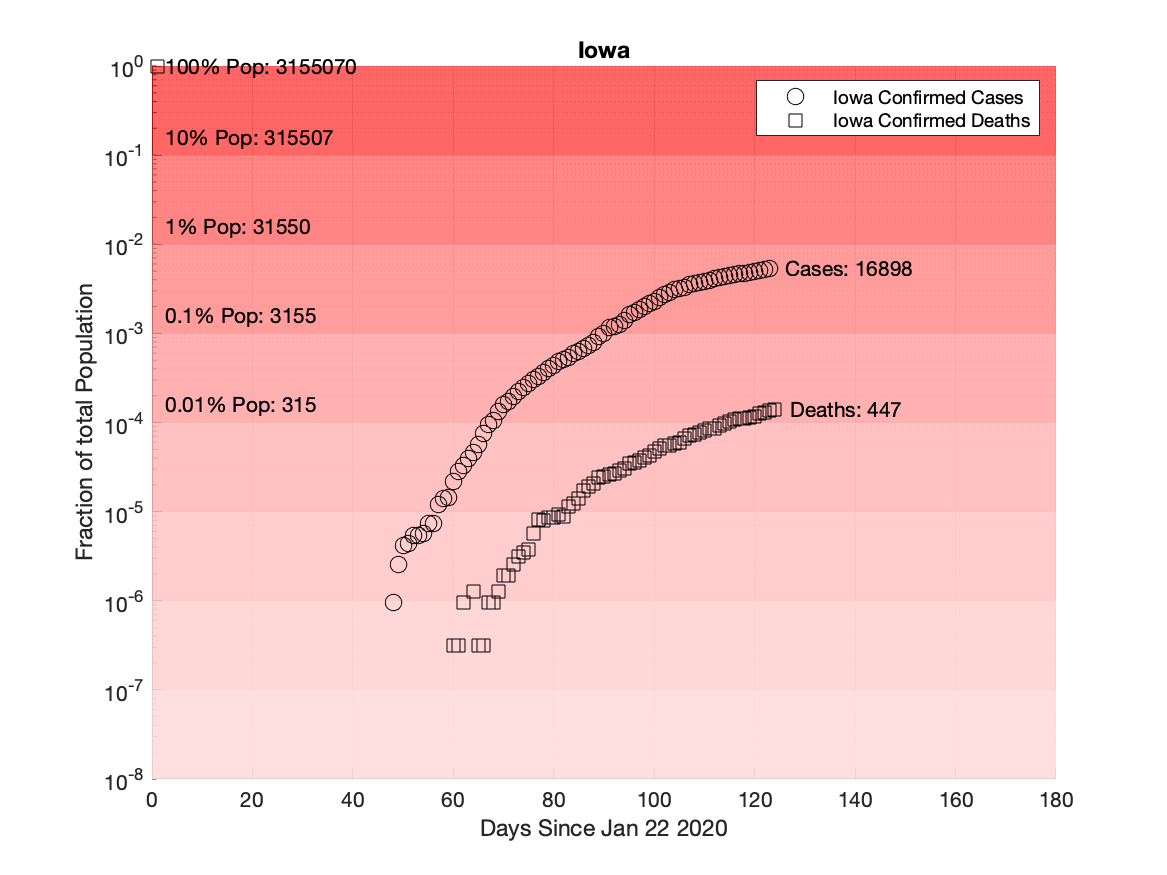 Iowa
10^0
100% Pop: 3155070
Iowa Confirmed Cases
Iowa Confirmed Deaths
10% Pop: 315507
10^-1
1% Pop: 31550
10^-2
Cases: 16898
0.1% Pop: 3155
10^-3
0.01% Pop: 315
Deaths: 447
10^-4
10^-5
10^-6
10^-7
10^-8
Fraction of total Population
0 20 40 60 80 100 120 140 160 180
Days Since Jan 22 2020